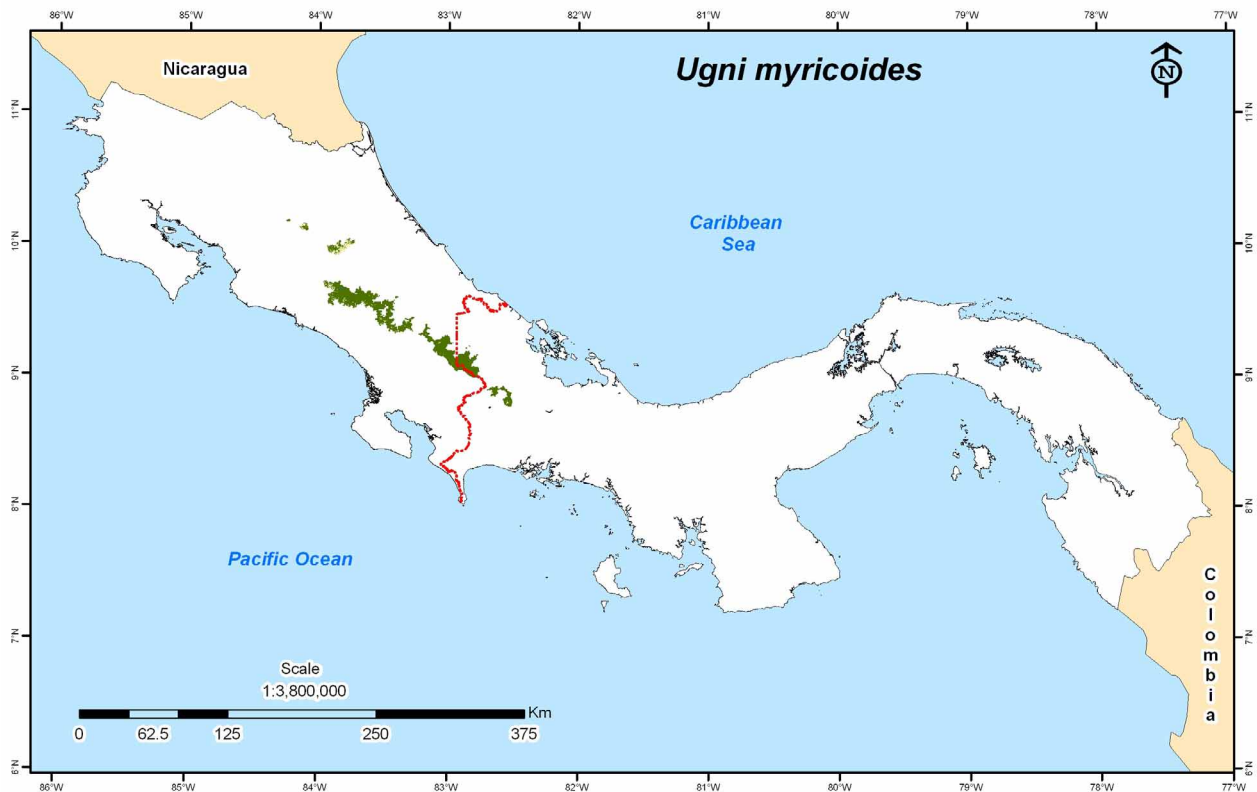 86°W 85°W 84°W 83°W 82°W 81°W 80°W 79°W 78°W 77°W
Nicaragua
Ugni myricoides
N
11°N 11°N
Caribbean
Sea
10°N 10°N
9°N 9°N
8°N 8°N
Pacific Ocean
Colombia
7°N 7°N
Scale
1:3,800,000
Km
0 62.5 125 250 375
6°N 6°N
86°W 85°W 84°W 83°W 82°W 81°W 80°W 79°W 78°W 77°W